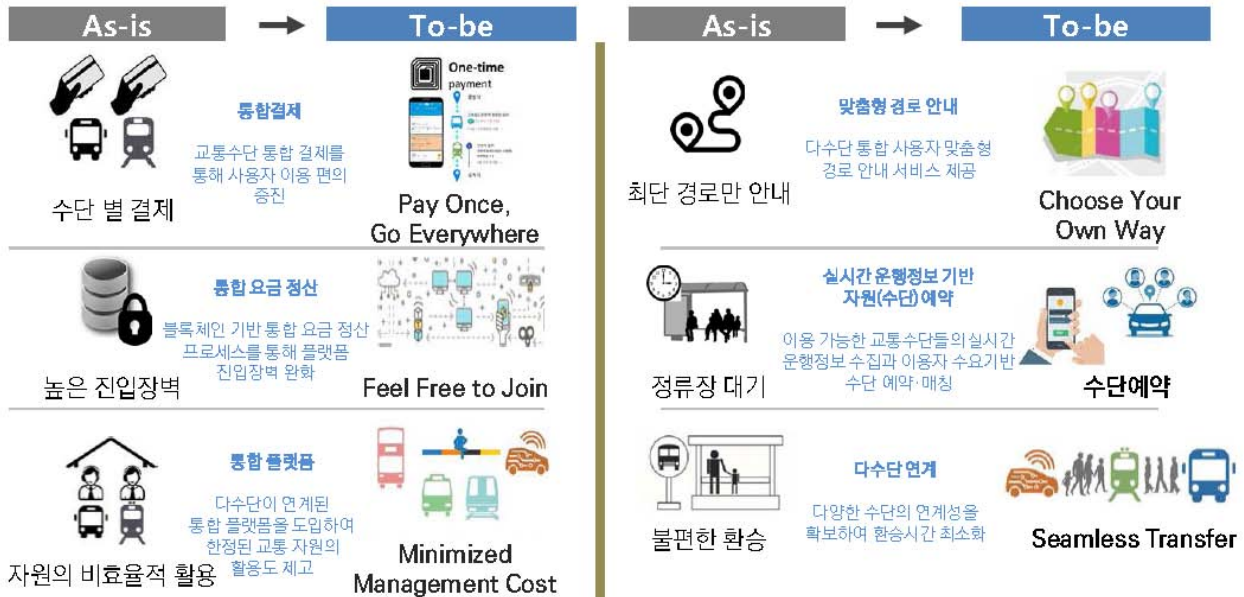 As-is
To-be
수단 별 결제
통합결제
교통수단 통합 결제를
통해 사용자 이용 편의
증진
One-time
payment
Pay Once,
Go Everywhere
높은 진입장벽
통합 요금 정산
블록체인 기반 통합 요금 정산
프로세스를 통해 플랫폼
진입장벽 완화
Feel Free to Join
자원의 비효율적 활용
통합 플랫폼
다수단이 연계된
통합 플랫폼을 도입하여
한정된 교통 자원의
활용도 제고
Minimized
Management Cost
As-is
To-be
최단 경로만 안내
맞춤형 경로 안내
다수단 통합 사용자 맞춤형
경로 안내 서비스 제공
Choose Your
Own Way
정류장 대기
실시간 운행정보 기반
자원(수단) 예약
이용 가능한 교통수단들의 실시간
운행정보 수집과 이용자 수요기반
수단 예약·매칭
수단예약
불편한 환승
다수단 연계
다양한 수단의 연계성을
확보하여 환승시간 최소화
Seamless Transfer